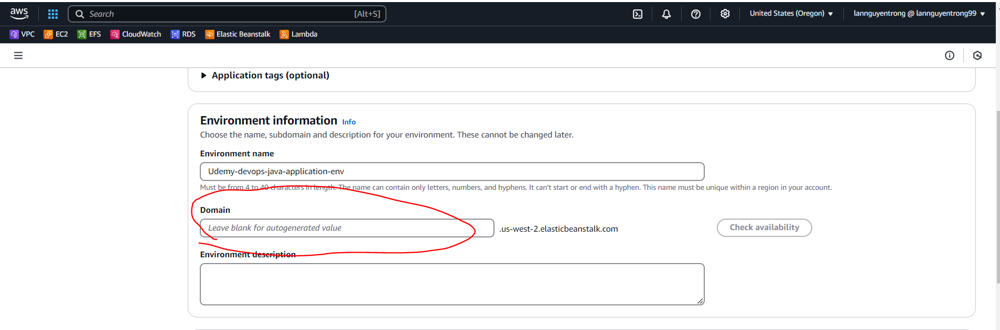 aws
Search [Alt+S]
United States (Oregon)
lannguyentrong @ lannguyentrong99
VPC EC2 EFS CloudWatch RDS Elastic Beanstalk Lambda
Application tags (optional)
Environment information Info
Choose the name, subdomain and description for your environment. These cannot be changed later.
Environment name
Udemy-devops-java-application-env
Must be from 4 to 40 characters in length. The name can contain only letters, numbers, and hyphens. It can't start or end with a hyphen. This name must be unique within a region in your account.
Domain
Leave blank for autogenerated value .us-west-2.elasticbeanstalk.com Check availability
Environment description